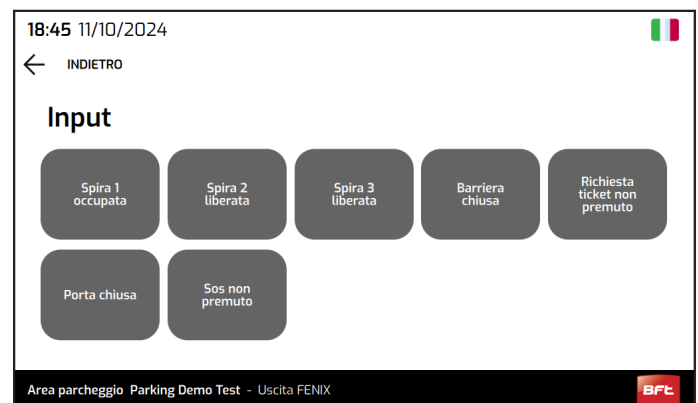 18:45 11/10/2024
INDIETRO
Input
Spira 1
occupata
Spira 2
liberata
Spira 3
liberata
Barriera
chiusa
Richiesta
ticket non
premuto
Porta chiusa
Sos non
premuto
Area parcheggio Parking Demo Test - Uscita FENIX
BFt